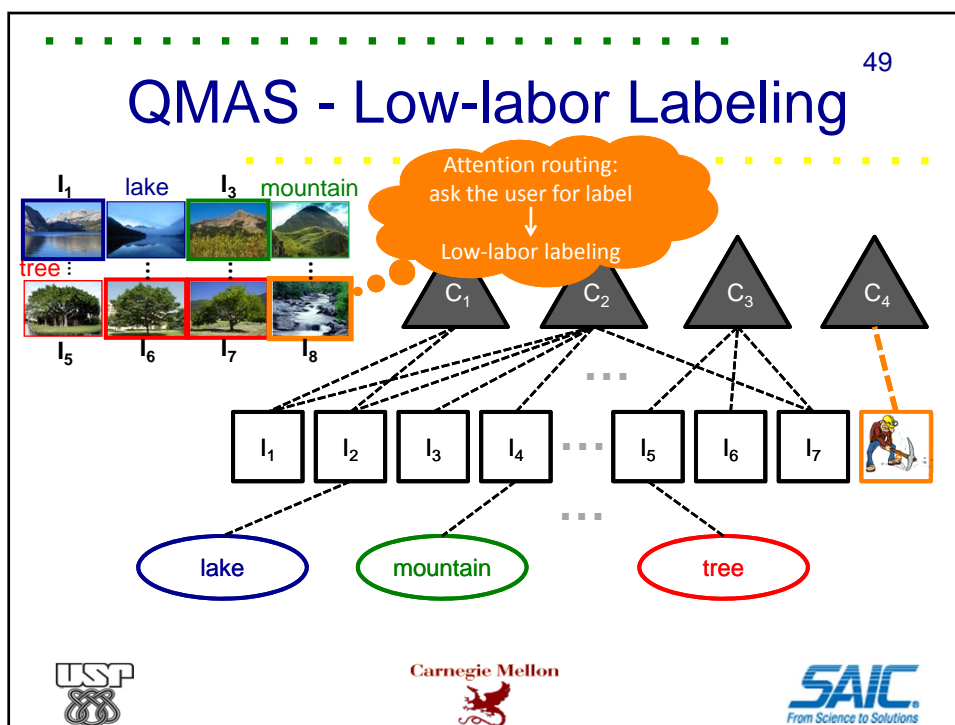 49
QMAS - Low-labor Labeling
Attention routing:
ask the user for label
Low-labor labeling
I1 lake I3 mountain
tree
I5 I6 I7 I8
C1 C2 C3 C4
...
I1 I2 I3 I4 ... I5 I6 I7
...
lake mountain tree
USP
Carnegie Mellon
SAIC.
From Science to Solutions